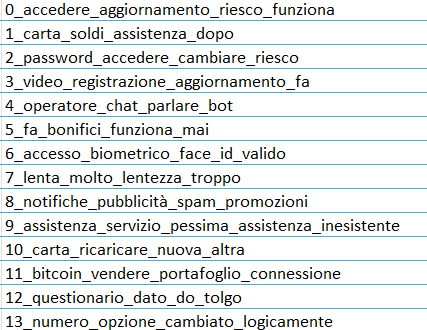 0_accedere_aggiornamento_riesco_funziona
1_carta_soldi_assistenza_dopo
2_password_accedere_cambiare_riesco
3_video_registrazione_aggiornamento_fa
4_operatore_chat_parlare_bot
5_fa_bonifici_funziona_mai
6_accesso_biometrico_face_id_valido
7_lenta_molto_lentezza_troppo
8_notifiche_pubblicità_spam_promozioni
9_assistenza_servizio_pessima_assistenza_inesistente
10_carta_ricaricare_nuova_altra
11_bitcoin_vendere_portafoglio_connessione
12_questionario_dato_do_tolgo
13_numero_opzione_cambiato_logicamente